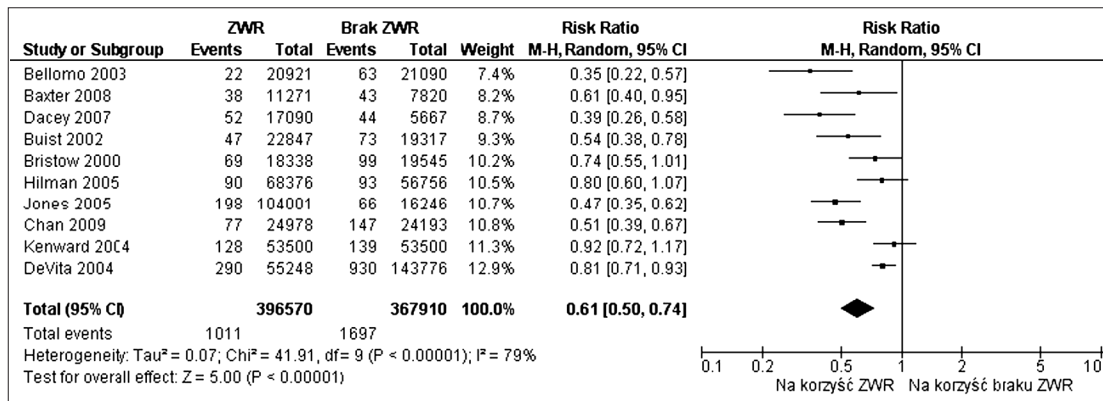 ZWR Brak ZWR Risk Ratio Risk Ratio
Study or Subgroup Events Total Events Total Weight M-H, Random, 95% CI M-H, Random, 95% CI
Bellomo 2003 22 20921 63 21090 7.4% 0.35 [0.22, 0.57]
Baxter 2008 38 11271 43 7820 8.2% 0.61 [0.40, 0.95]
Dacey 2007 52 17090 44 5667 8.7% 0.39 [0.26, 0.58]
Buist 2002 47 22847 73 19317 9.3% 0.54 [0.38, 0.78]
Bristow 2000 69 18338 99 19545 10.2% 0.74 [0.55, 1.01]
Hilman 2005 90 68376 93 56756 10.5% 0.80 [0.60, 1.07]
Jones 2005 198 104001 66 16246 10.7% 0.47 [0.35, 0.62]
Chan 2009 77 24978 147 24193 10.9% 0.51 [0.39, 0.67]
Kenward 2004 128 53500 139 53500 11.3% 0.92 [0.72, 1.17]
DeVita 2004 290 55248 930 143776 12.9% 0.81 [0.71, 0.93]
Total (95% CI) 396570 367910 100.0% 0.61 [0.50, 0.74]
Total events 1011 1697
Heterogeneity: Tau² = 0.07; Chi² = 41.91, df = 9 (P < 0.00001); I² = 79%
Test for overall effect: Z = 5.00 (P < 0.00001)
0.1 0.2 0.5 1 2 5 10
Na korzyść ZWR Na korzyść braku ZWR